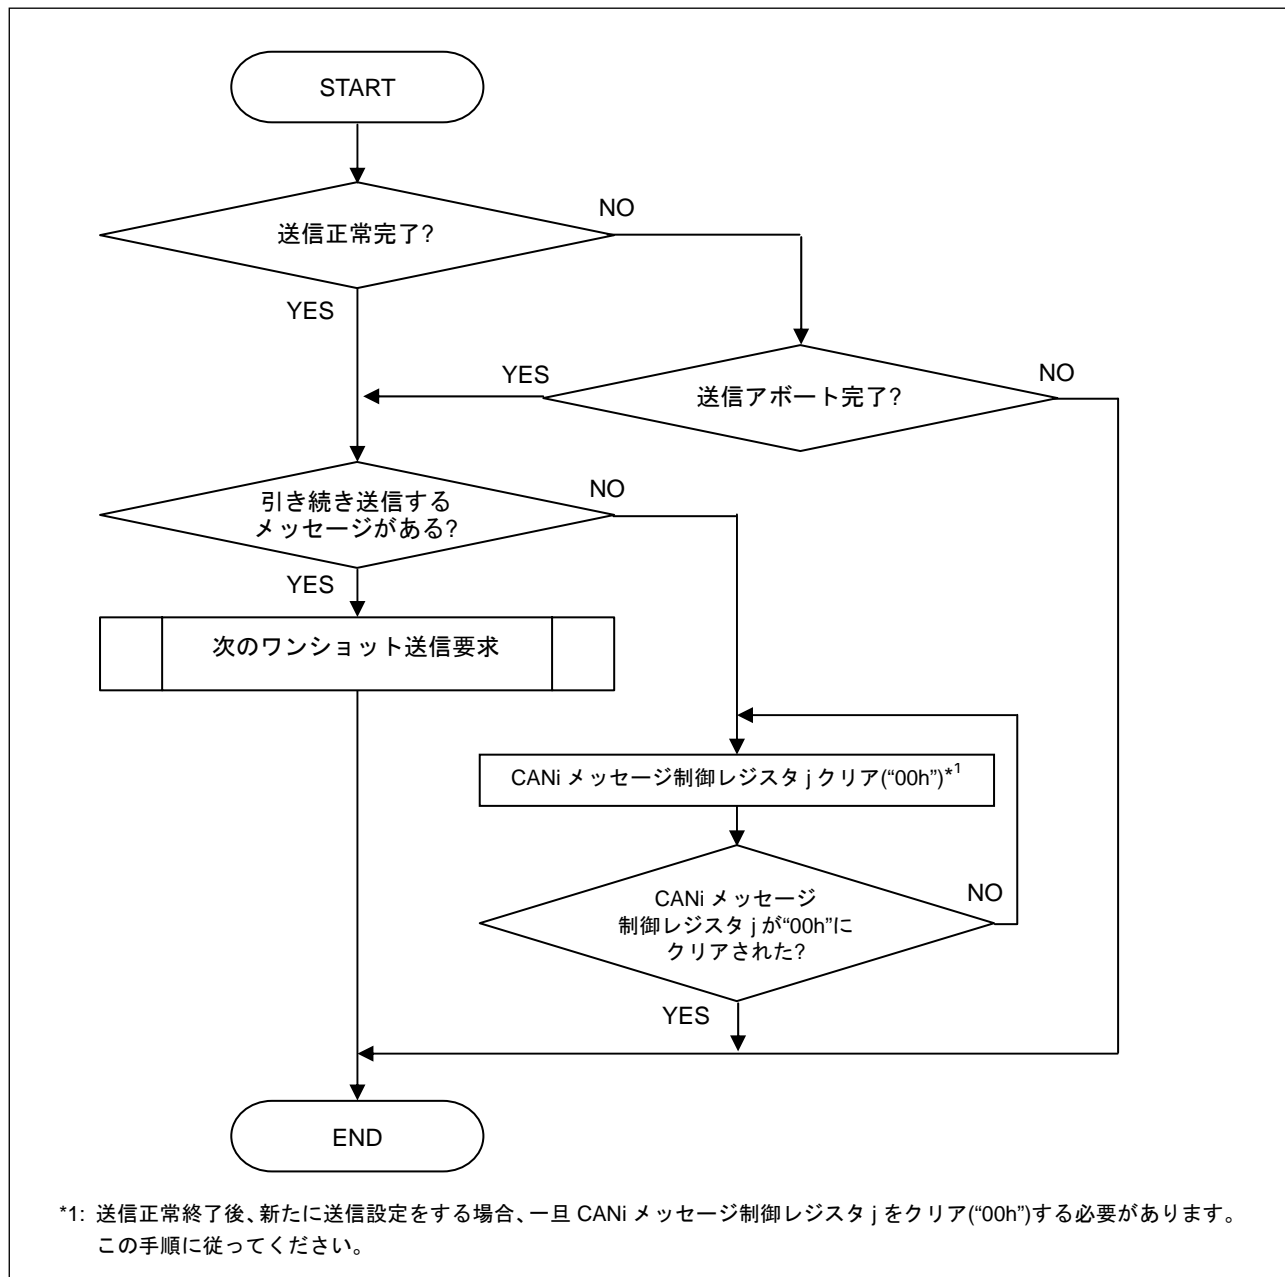 START
送信正常完了?
NO
YES
送信アボート完了?
YES
NO
引き続き送信する
メッセージがある?
NO
YES
次のワンショット送信要求
CANi メッセージ制御レジスタ j クリア(“00h”)*1
CANi メッセージ
制御レジスタ j が“00h”に
クリアされた?
NO
YES
END
*1: 送信正常終了後、新たに送信設定をする場合、一旦 CANi メッセージ制御レジスタ j をクリア(“00h”)する必要があります。
この手順に従ってください。